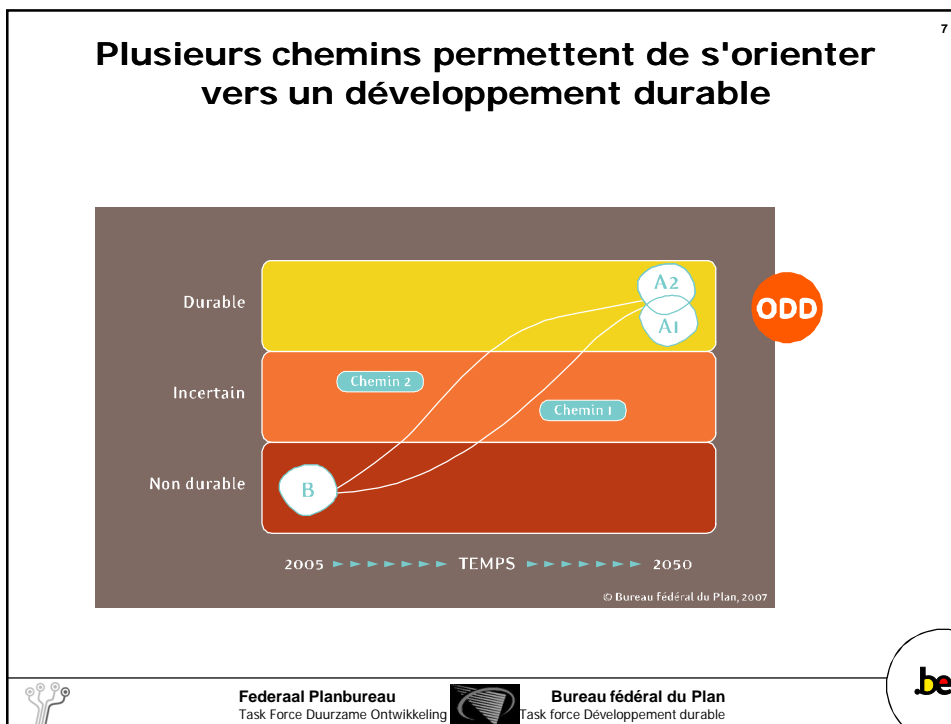 7
Plusieurs chemins permettent de s'orienter
vers un développement durable
Durable
A2
A1
ODD
Incertain
Chemin 2
Chemin 1
Non durable
B
2005 TEMPS 2050
© Bureau fédéral du Plan, 2007
Federaal Planbureau
Task Force Duurzame Ontwikkeling
Bureau fédéral du Plan
Task force Développement durable
.be